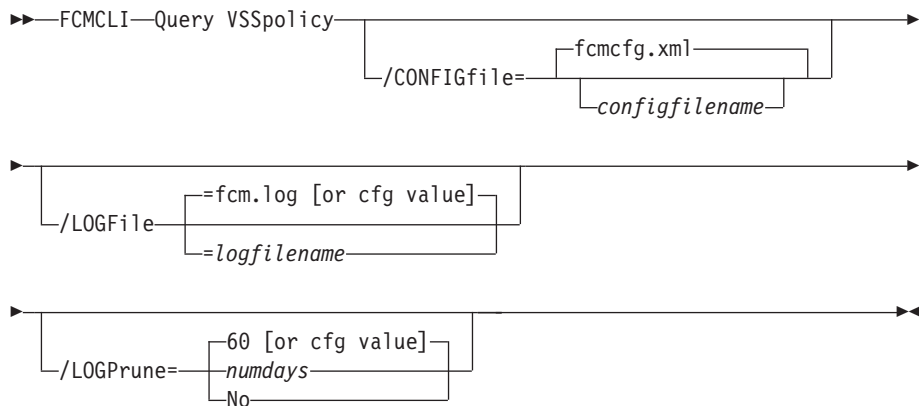 FCMCLI Query VSSpolicy
fcmcfg.xml
/CONFIGfile=
configfilename
=fcm.log [or cfg value]
/LOGFile
=logfilename
60 [or cfg value]
/LOGPrune=
numdays
No